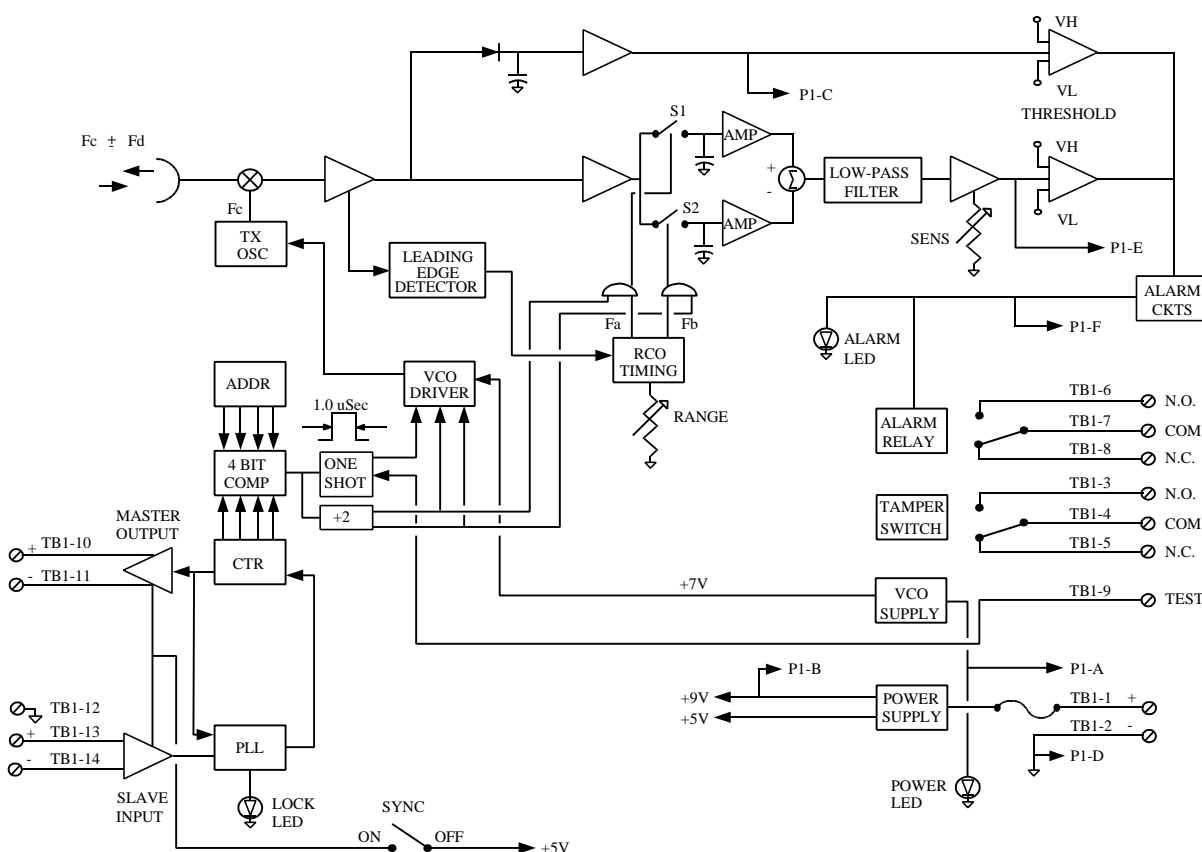 VH
P1-C
VL
THRESHOLD
S1
AMP
Fc ± Fd
+
-
Σ
LOW-PASS
FILTER
VH
VL
Fc
TX
OSC
S2
AMP
SENS
P1-E
LEADING
EDGE
DETECTOR
ALARM
CKTS
Fa
Fb
ALARM
LED
P1-F
RCO
TIMING
RANGE
ADDR
VCO
DRIVER
1.0 uSec
ALARM
RELAY
TB1-6
N.O.
TB1-7
COM
TB1-8
N.C.
4 BIT
COMP
ONE
SHOT
+2
TAMPER
SWITCH
TB1-3
N.O.
TB1-4
COM
TB1-5
N.C.
MASTER
OUTPUT
+ TB1-10
- TB1-11
CTR
+7V
VCO
SUPPLY
TB1-9
TEST
P1-B
P1-A
+9V
+5V
POWER
SUPPLY
TB1-1 +
TB1-2 -
P1-D
TB1-12
+ TB1-13
- TB1-14
PLL
SLAVE
INPUT
LOCK
LED
SYNC
ON
OFF
+5V
POWER
LED